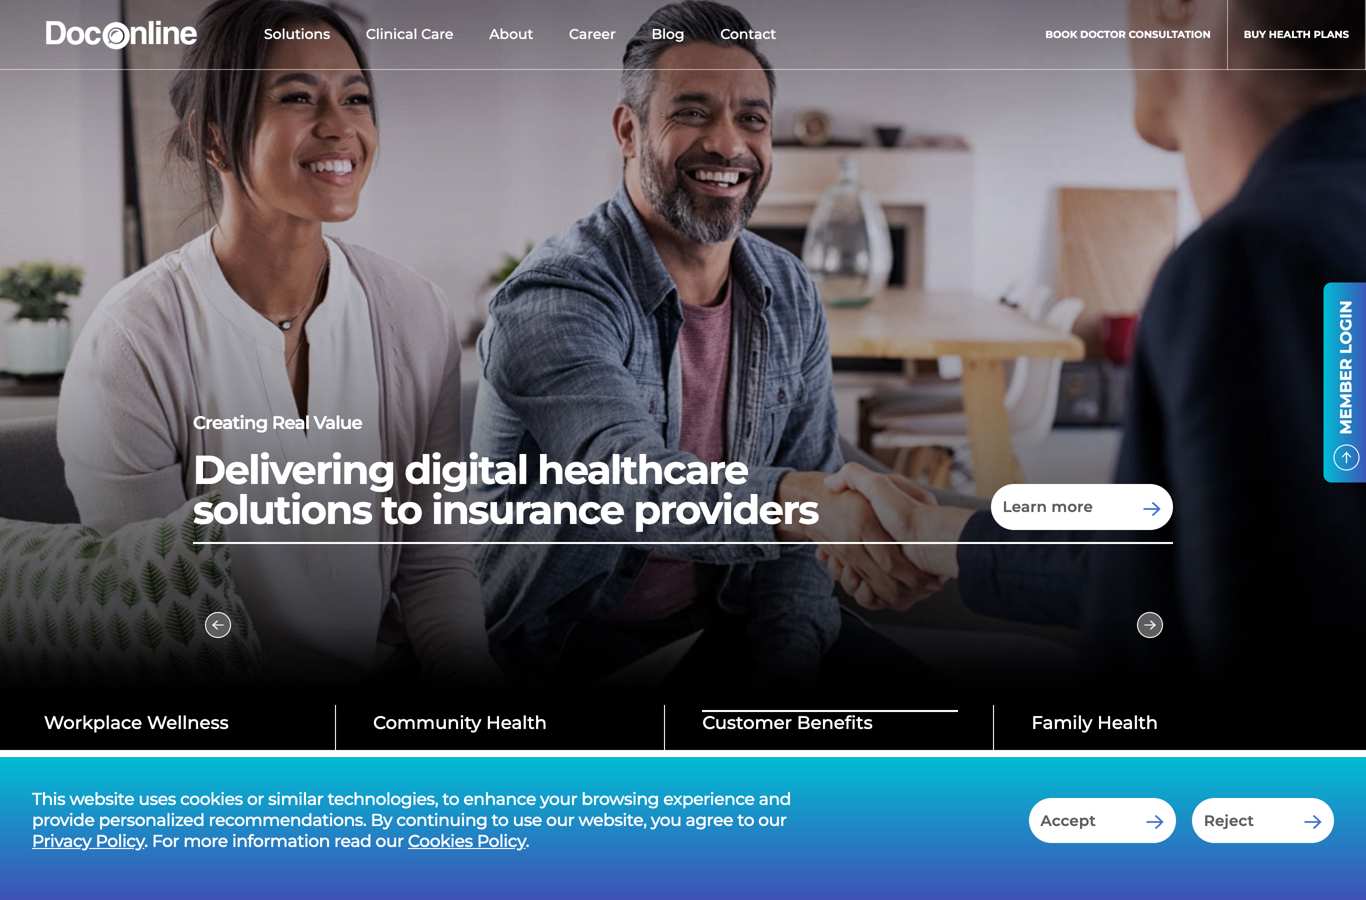 DocOnline
Solutions
Clinical Care
About
Career
Blog
Contact
BOOK DOCTOR CONSULTATION
BUY HEALTH PLANS
MEMBER LOGIN
Creating Real Value
Delivering digital healthcare
solutions to insurance providers
Learn more
Workplace Wellness
Community Health
Customer Benefits
Family Health
This website uses cookies or similar technologies, to enhance your browsing experience and
provide personalized recommendations. By continuing to use our website, you agree to our
Privacy Policy. For more information read our Cookies Policy.
Accept
Reject